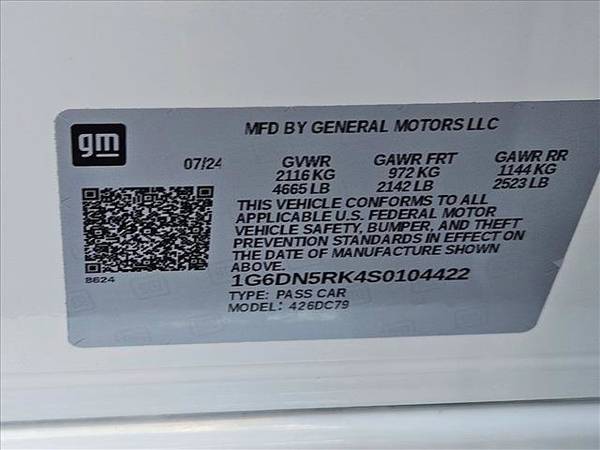 gm
MFD BY GENERAL MOTORS LLC
07/24 GVWR GAWR FRT GAWR RR
2116 KG 972 KG 1144 KG
4665 LB 2142 LB 2523 LB
THIS VEHICLE CONFORMS TO ALL
APPLICABLE U.S. FEDERAL MOTOR
VEHICLE SAFETY, BUMPER, AND THEFT
PREVENTION STANDARDS IN EFFECT ON
THE DATE OF MANUFACTURE SHOWN
ABOVE.
8624
1G6DN5RK4S0104422
TYPE: PASS CAR
MODEL: 426DC79